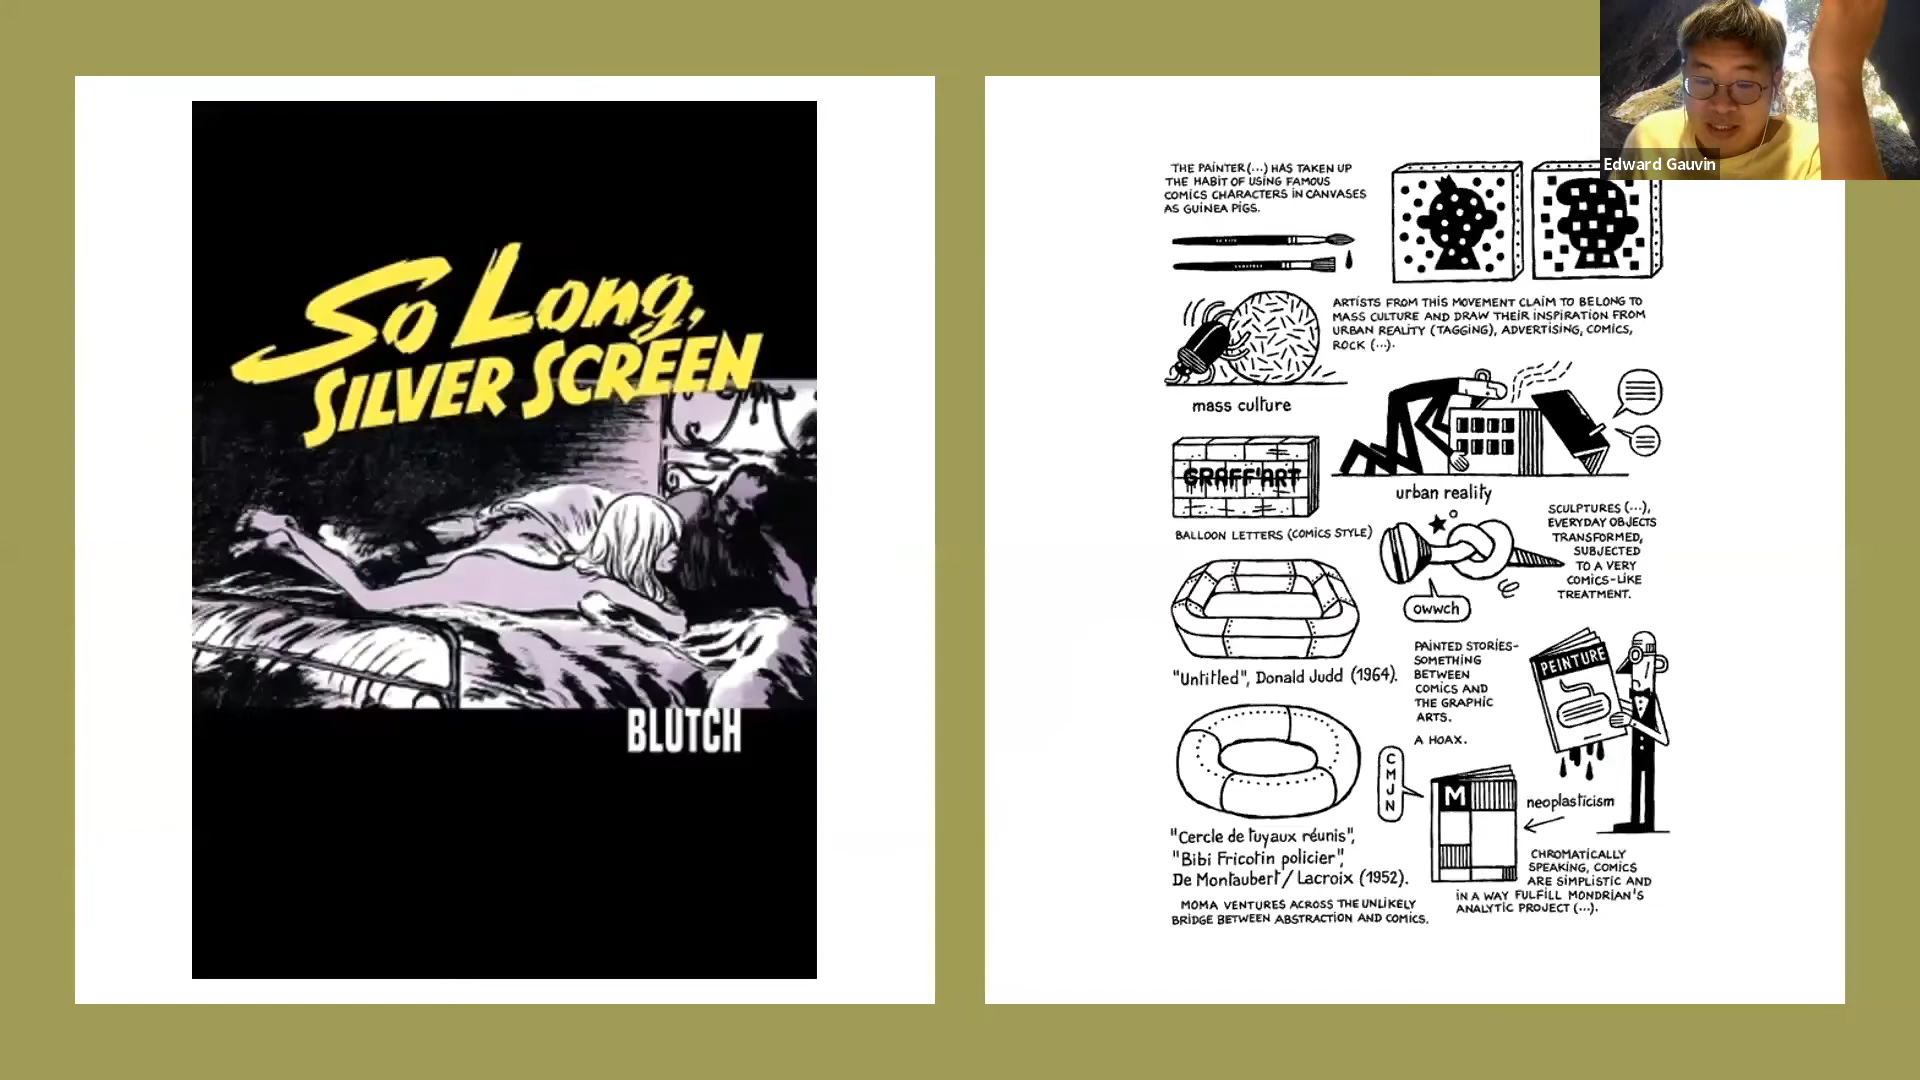 So Long,
SILVER SCREEN
BLUTCH
THE PAINTER (...) HAS TAKEN UP
THE HABIT OF USING FAMOUS
COMICS CHARACTERS IN CANVASES
AS GUINEA PIGS.
ARTISTS FROM THIS MOVEMENT CLAIM TO BELONG TO
MASS CULTURE AND DRAW THEIR INSPIRATION FROM
URBAN REALITY (TAGGING), ADVERTISING, COMICS,
ROCK (...).
mass culture
urban reality
GRAFF'ART
BALLOON LETTERS (COMICS STYLE)
SCULPTURES (...),
EVERYDAY OBJECTS
TRANSFORMED,
SUBJECTED
TO A VERY
COMICS-LIKE
TREATMENT.
OWWCH
"Untitled", Donald Judd (1964).
PAINTED STORIES-
SOMETHING
BETWEEN
COMICS AND
THE GRAPHIC
ARTS.
A HOAX.
PEINTURE
"Cercle de tuyaux réunis",
"Bibi Fricotin policier",
De Montaubert / Lacroix (1952).
MOMA VENTURES ACROSS THE UNLIKELY
BRIDGE BETWEEN ABSTRACTION AND COMICS.
C
M
J
N
M
neoplasticism
CHROMATICALLY
SPEAKING, COMICS
ARE SIMPLISTIC AND
IN A WAY FULFILL MONDRIAN'S
ANALYTIC PROJECT (...).
Edward Gauvin